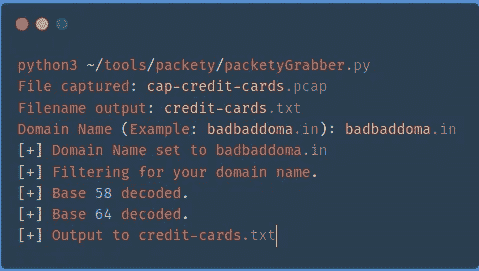 python3 ~/tools/packety/packetyGrabber.py
File captured: cap-credit-cards.pcap
Filename output: credit-cards.txt
Domain Name (Example: badbaddoma.in): badbaddoma.in
[+] Domain Name set to badbaddoma.in
[+] Filtering for your domain name.
[+] Base 58 decoded.
[+] Base 64 decoded.
[+] Output to credit-cards.txt